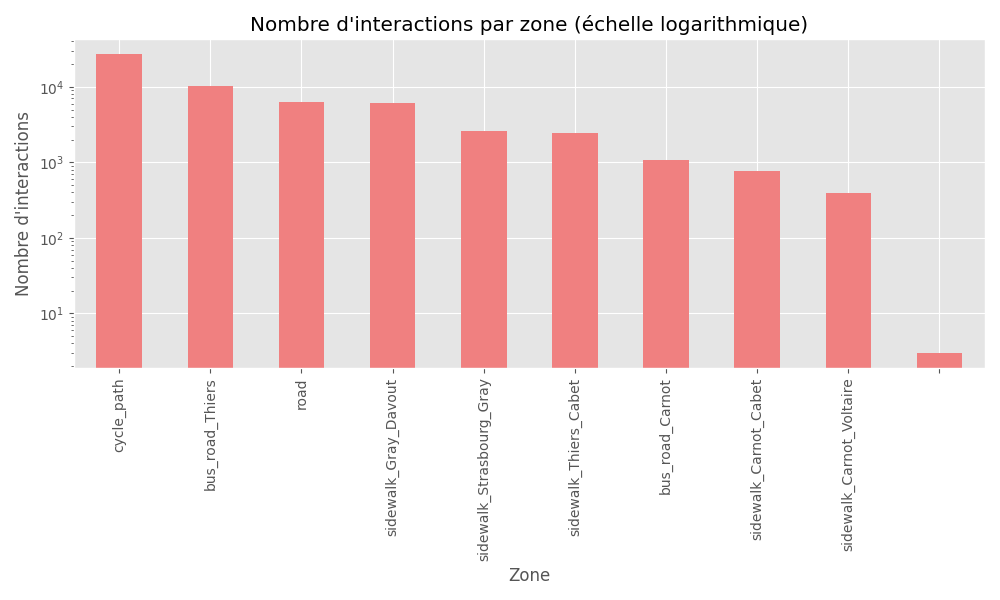 Nombre d'interactions par zone (échelle logarithmique)
Nombre d'interactions
10⁴
10³
10²
10¹
cycle_path
bus_road_Thiers
road
sidewalk_Gray_Davout
sidewalk_Strasbourg_Gray
sidewalk_Thiers_Cabet
bus_road_Carnot
sidewalk_Carnot_Cabet
sidewalk_Carnot_Voltaire
Zone